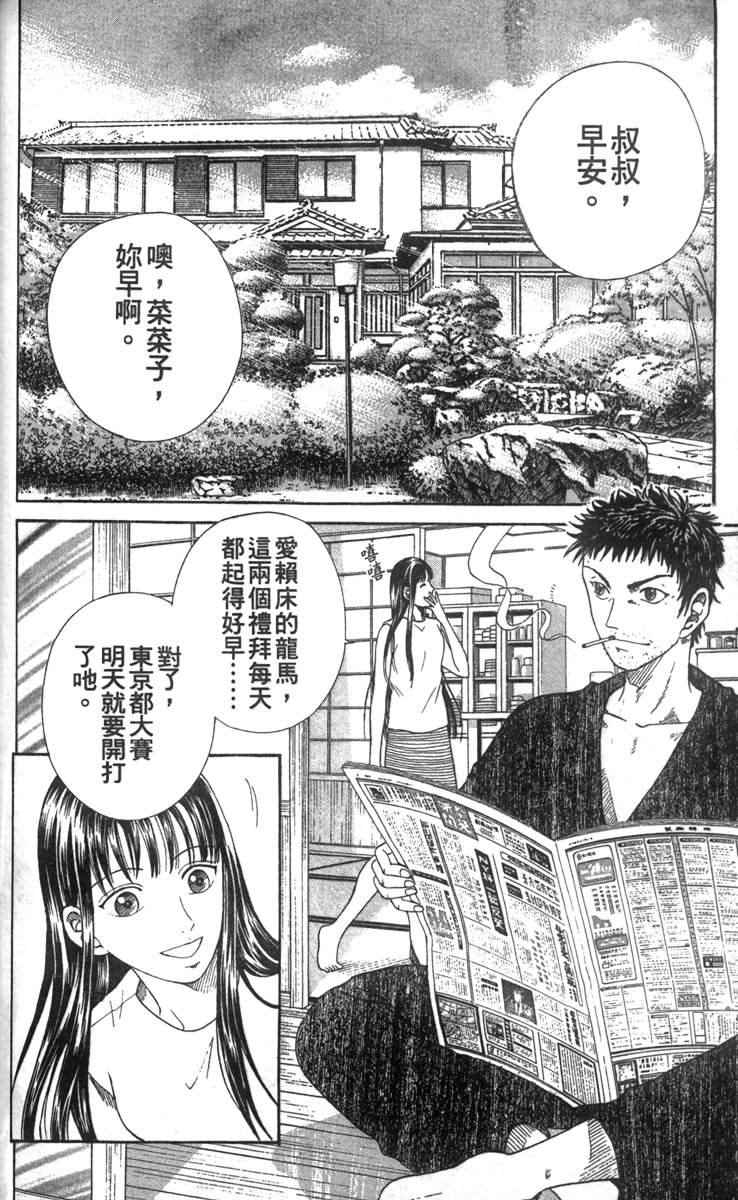 叔叔，
早安。
噢，菜菜子，
妳早啊。
愛賴床的龍馬，
這兩個禮拜每天
都起得好早……
嘻嘻
對了，
東京都大賽
明天就要開打
了吔。